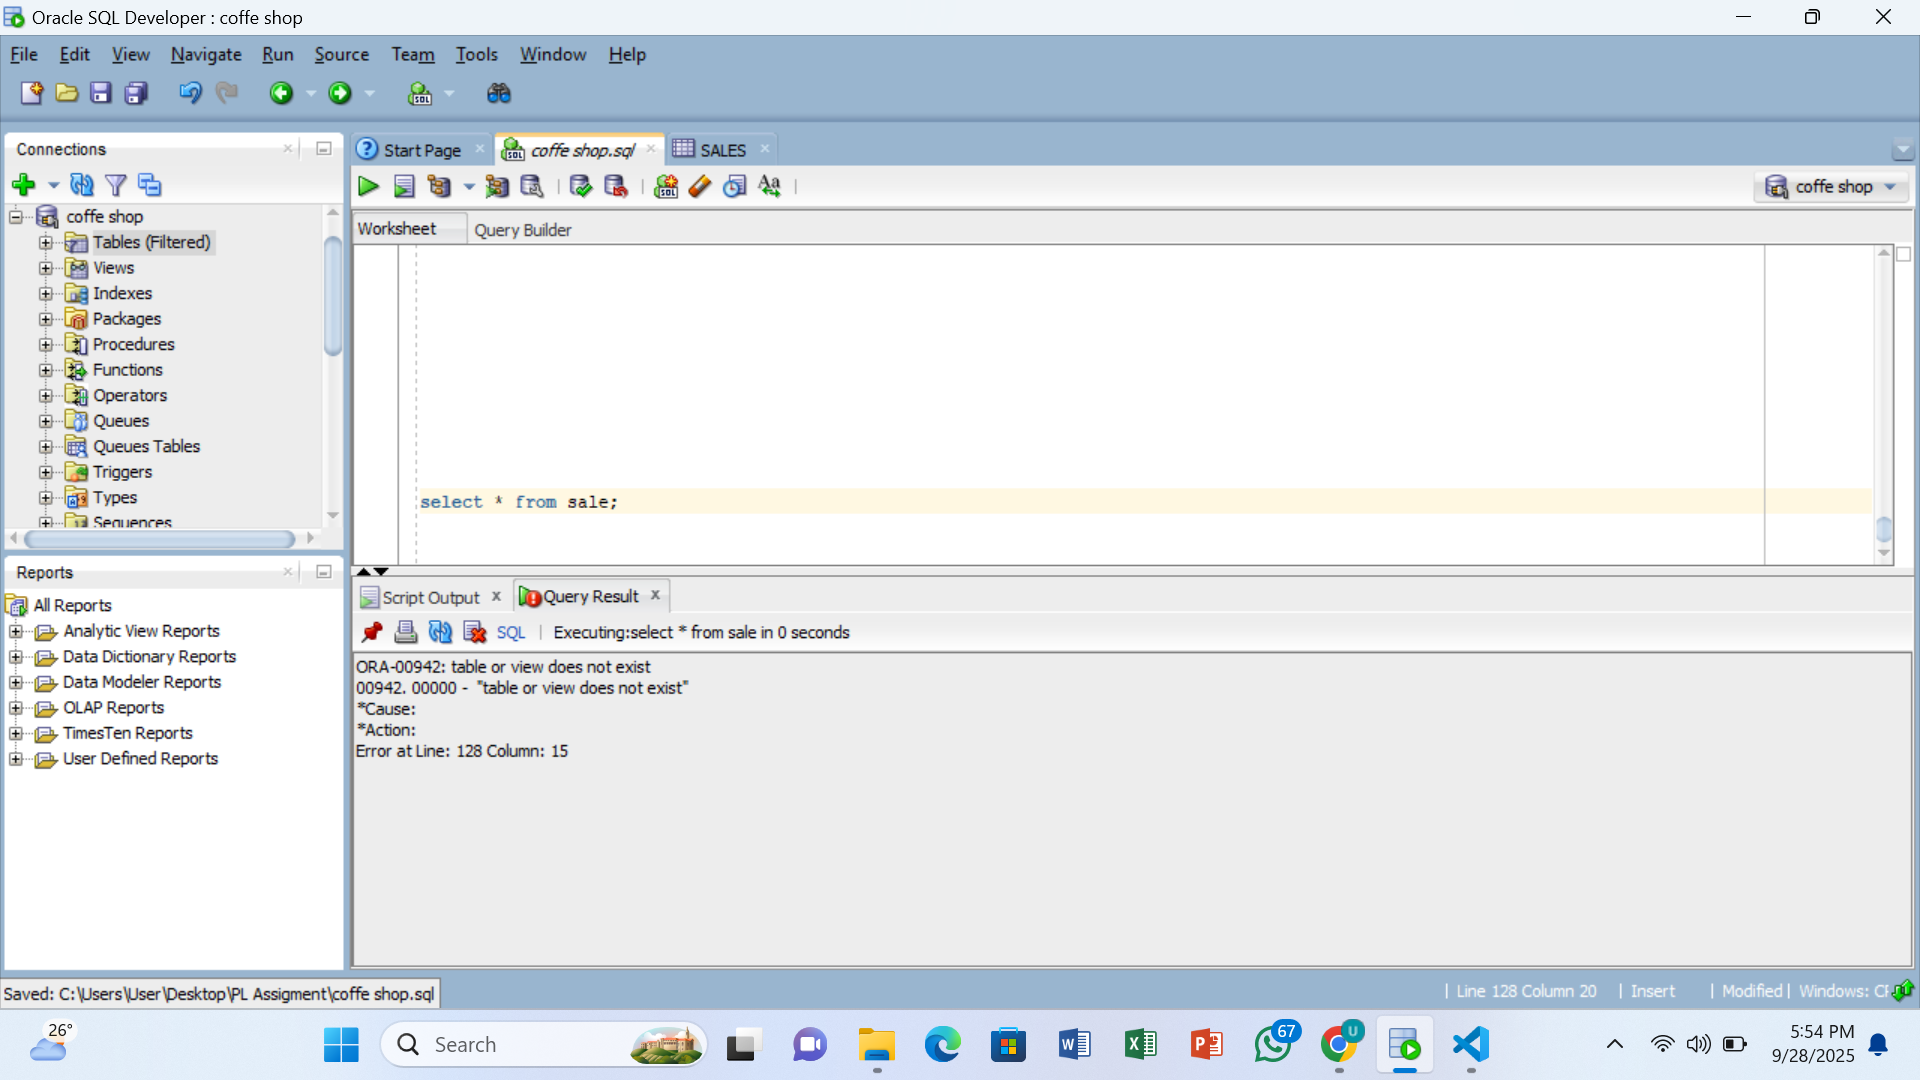 Oracle SQL Developer : coffe shop
File Edit View Navigate Run Source Team Tools Window Help
Connections
Start Page
coffe shop.sql
SALES
coffe shop
coffe shop
Tables (Filtered)
Views
Indexes
Packages
Procedures
Functions
Operators
Queues
Queues Tables
Triggers
Types
Sequences
Worksheet
Query Builder
select * from sale;
Reports
All Reports
Analytic View Reports
Data Dictionary Reports
Data Modeler Reports
OLAP Reports
TimesTen Reports
User Defined Reports
Script Output
Query Result
SQL
Executing:select * from sale in 0 seconds
ORA-00942: table or view does not exist
00942. 00000 - "table or view does not exist"
*Cause:
*Action:
Error at Line: 128 Column: 15
Saved: C:\Users\User\Desktop\PL Assigment\coffe shop.sql
| Line 128 Column 20 | Insert | Modified | Windows:
26°
Search
67
U
5:54 PM
9/28/2025